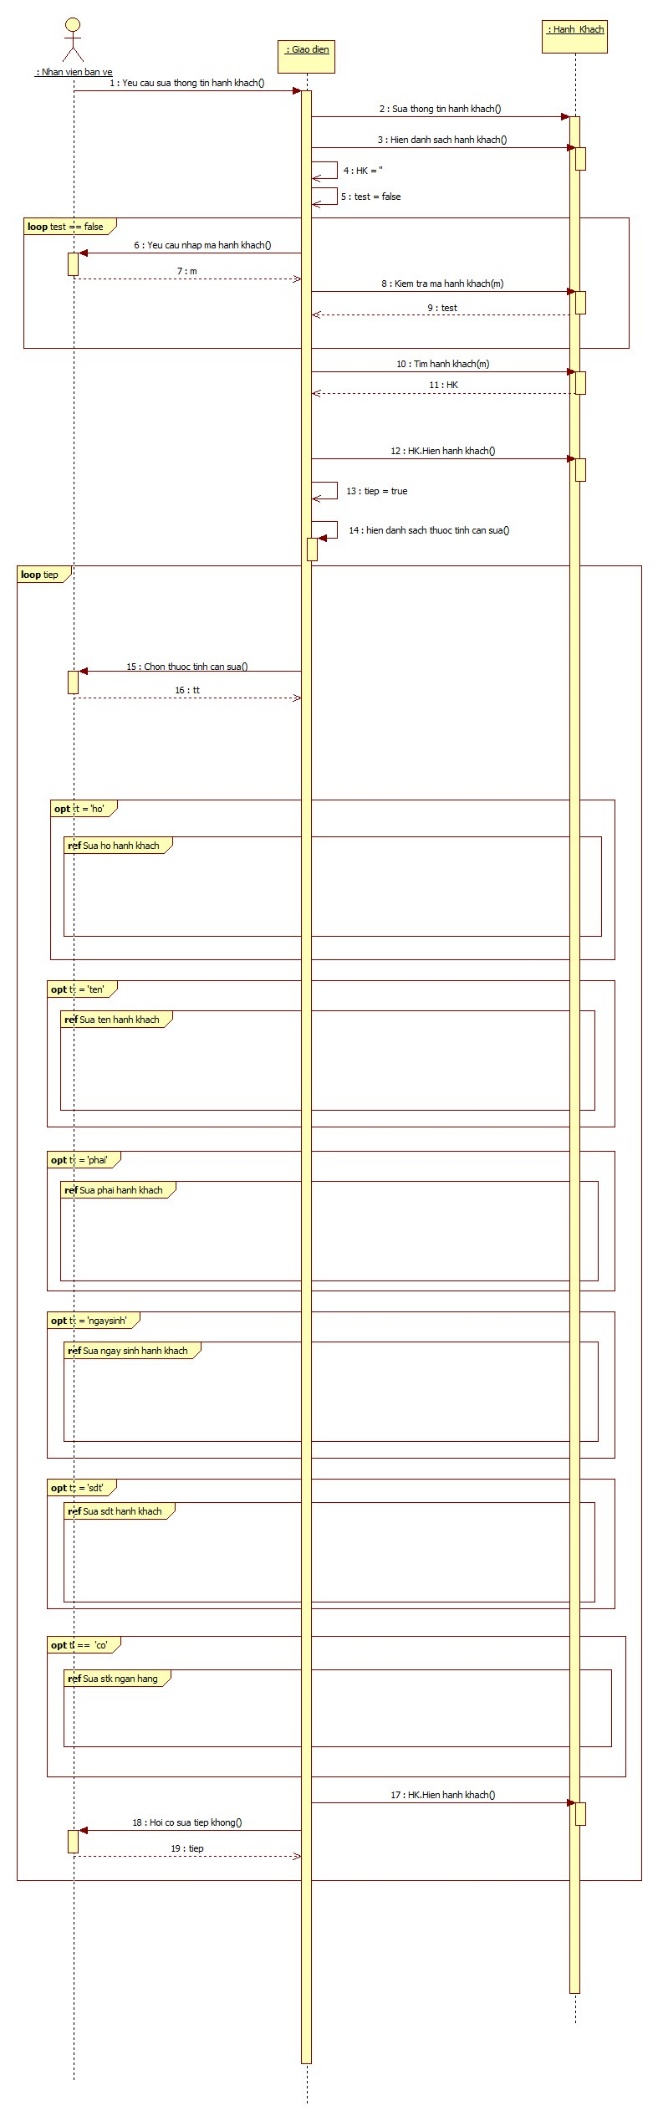 : Nhan vien ban ve
: Giao dien
: Hanh Khach
1 : Yeu cau sua thong tin hanh khach()
2 : Sua thong tin hanh khach()
3 : Hien danh sach hanh khach()
4 : HK = ''
5 : test = false
loop test == false
6 : Yeu cau nhap ma hanh khach()
7 : m
8 : Kiem tra ma hanh khach(m)
9 : test
10 : Tim hanh khach(m)
11 : HK
12 : HK.Hien hanh khach()
13 : tiep = true
14 : hien danh sach thuoc tinh can sua()
loop tiep
15 : Chon thuoc tinh can sua()
16 : tt
opt tt = 'ho'
ref Sua ho hanh khach
opt tt = 'ten'
ref Sua ten hanh khach
opt tt = 'phai'
ref Sua phai hanh khach
opt tt = 'ngaysinh'
ref Sua ngay sinh hanh khach
opt tt = 'sdt'
ref Sua sdt hanh khach
opt tt == 'co'
ref Sua stk ngan hang
17 : HK.Hien hanh khach()
18 : Hoi co sua tiep khong()
19 : tiep